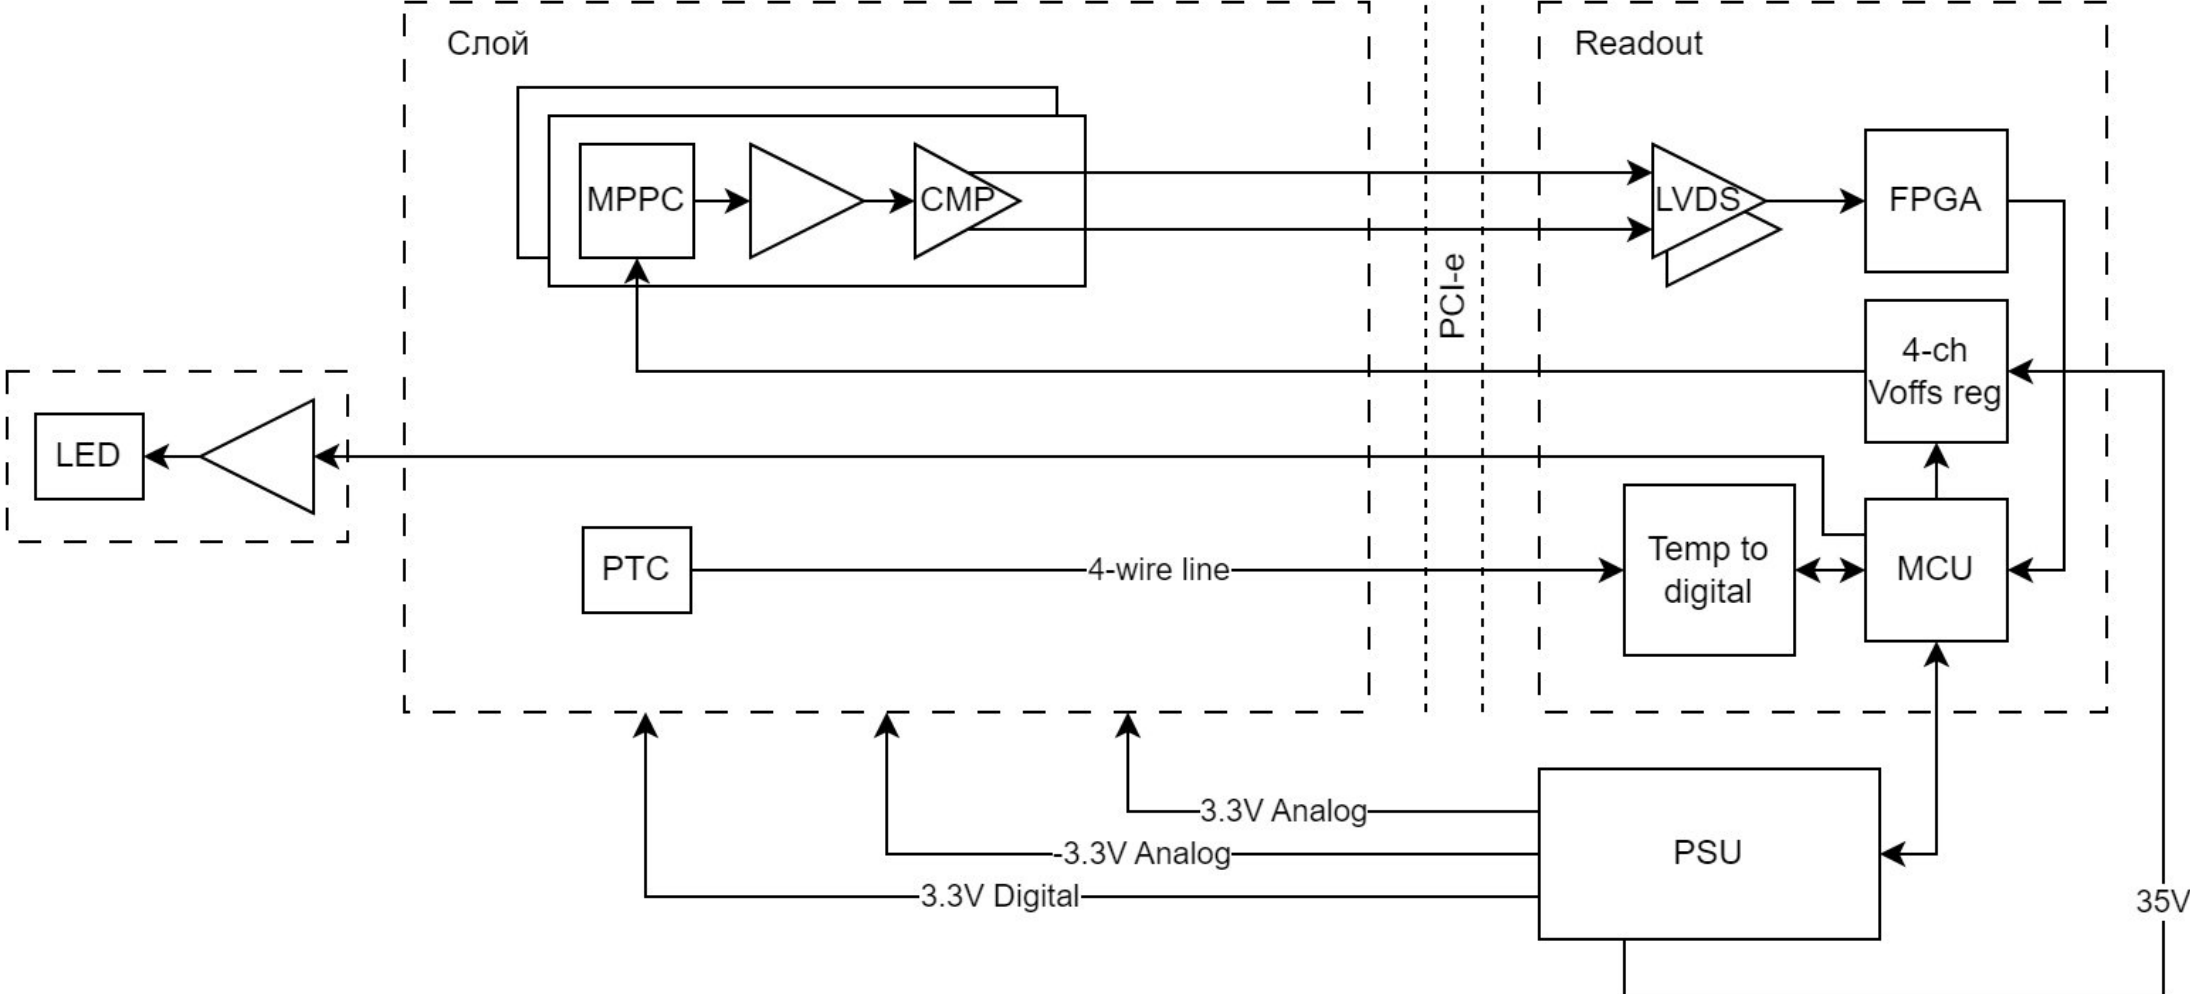 Слой
Readout
MPPC
CMP
LVDS
FPGA
PCI-e
4-ch
Voffs reg
LED
PTC
4-wire line
Temp to
digital
MCU
3.3V Analog
-3.3V Analog
3.3V Digital
PSU
35V